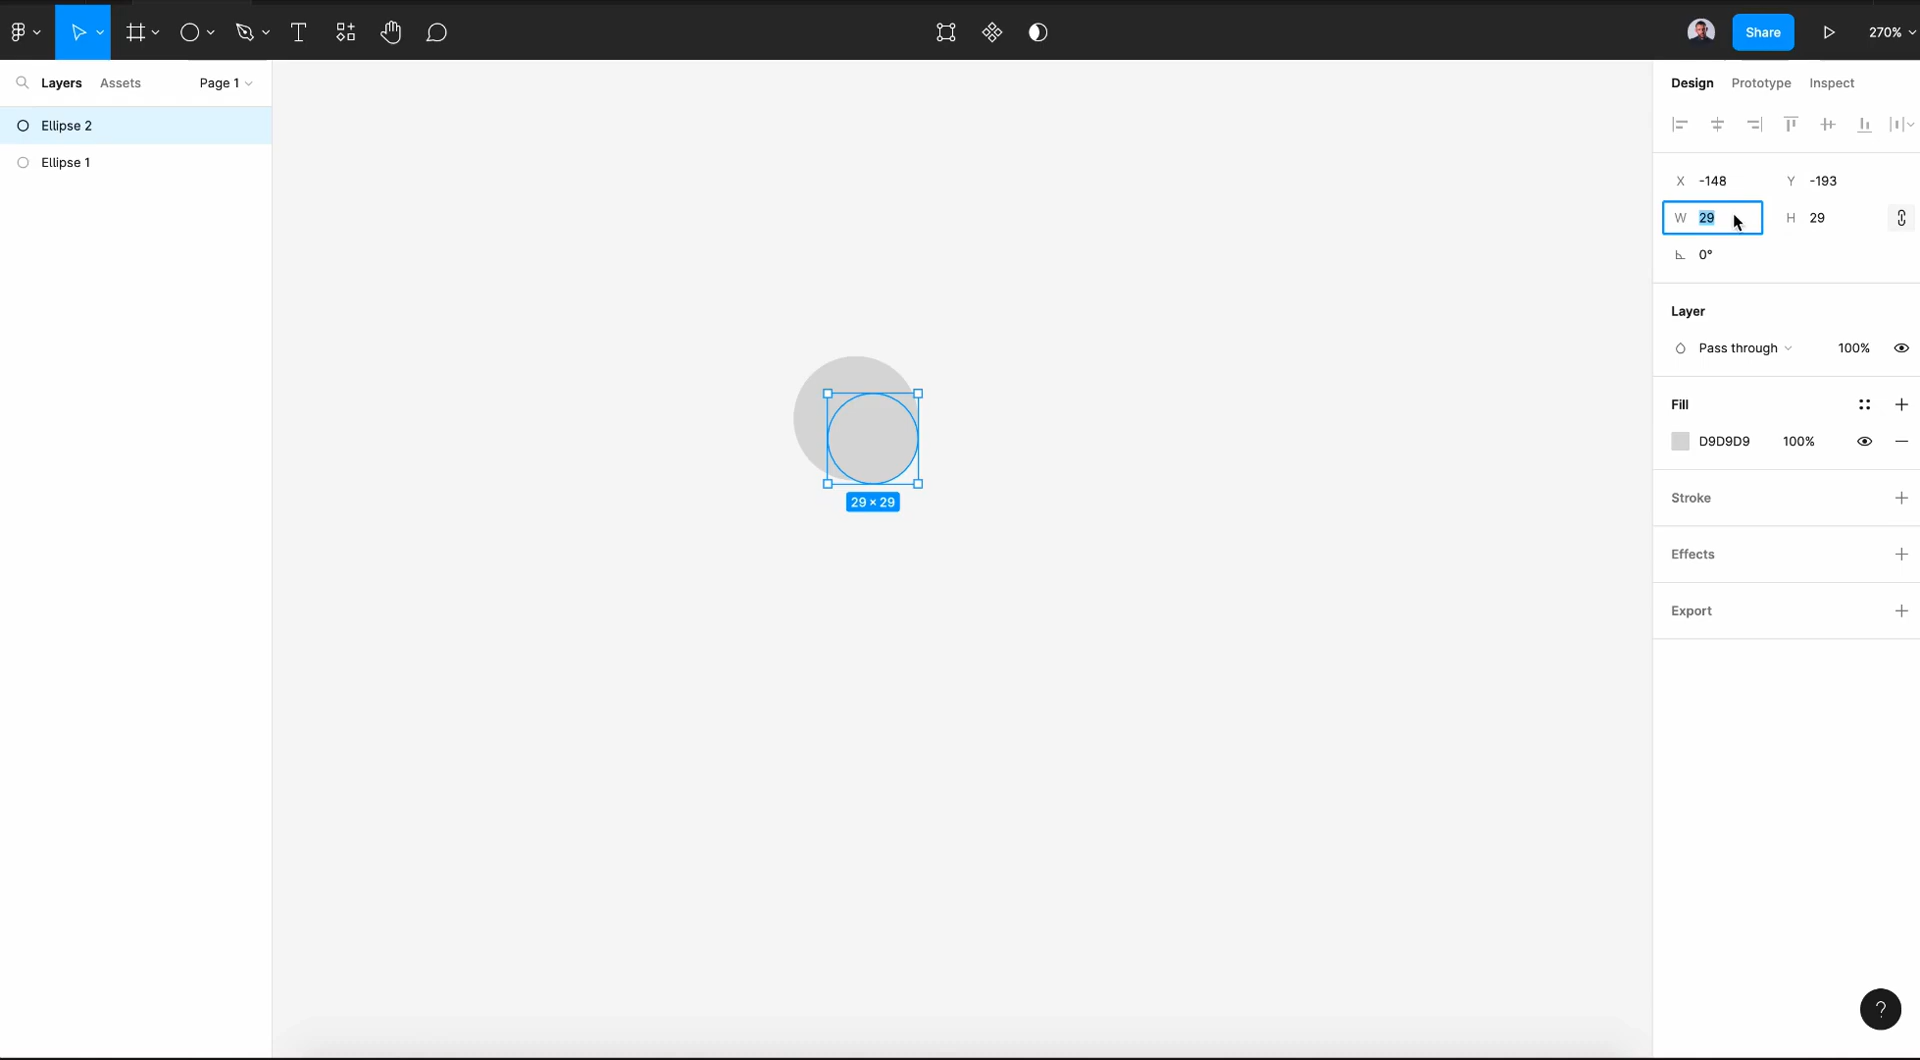 Share
270%
Layers Assets Page 1
Ellipse 2
Ellipse 1
29 × 29
Design Prototype Inspect
X -148 Y -193
W 29 H 29
0°
Layer
Pass through 100%
Fill
D9D9D9 100%
Stroke
Effects
Export
?